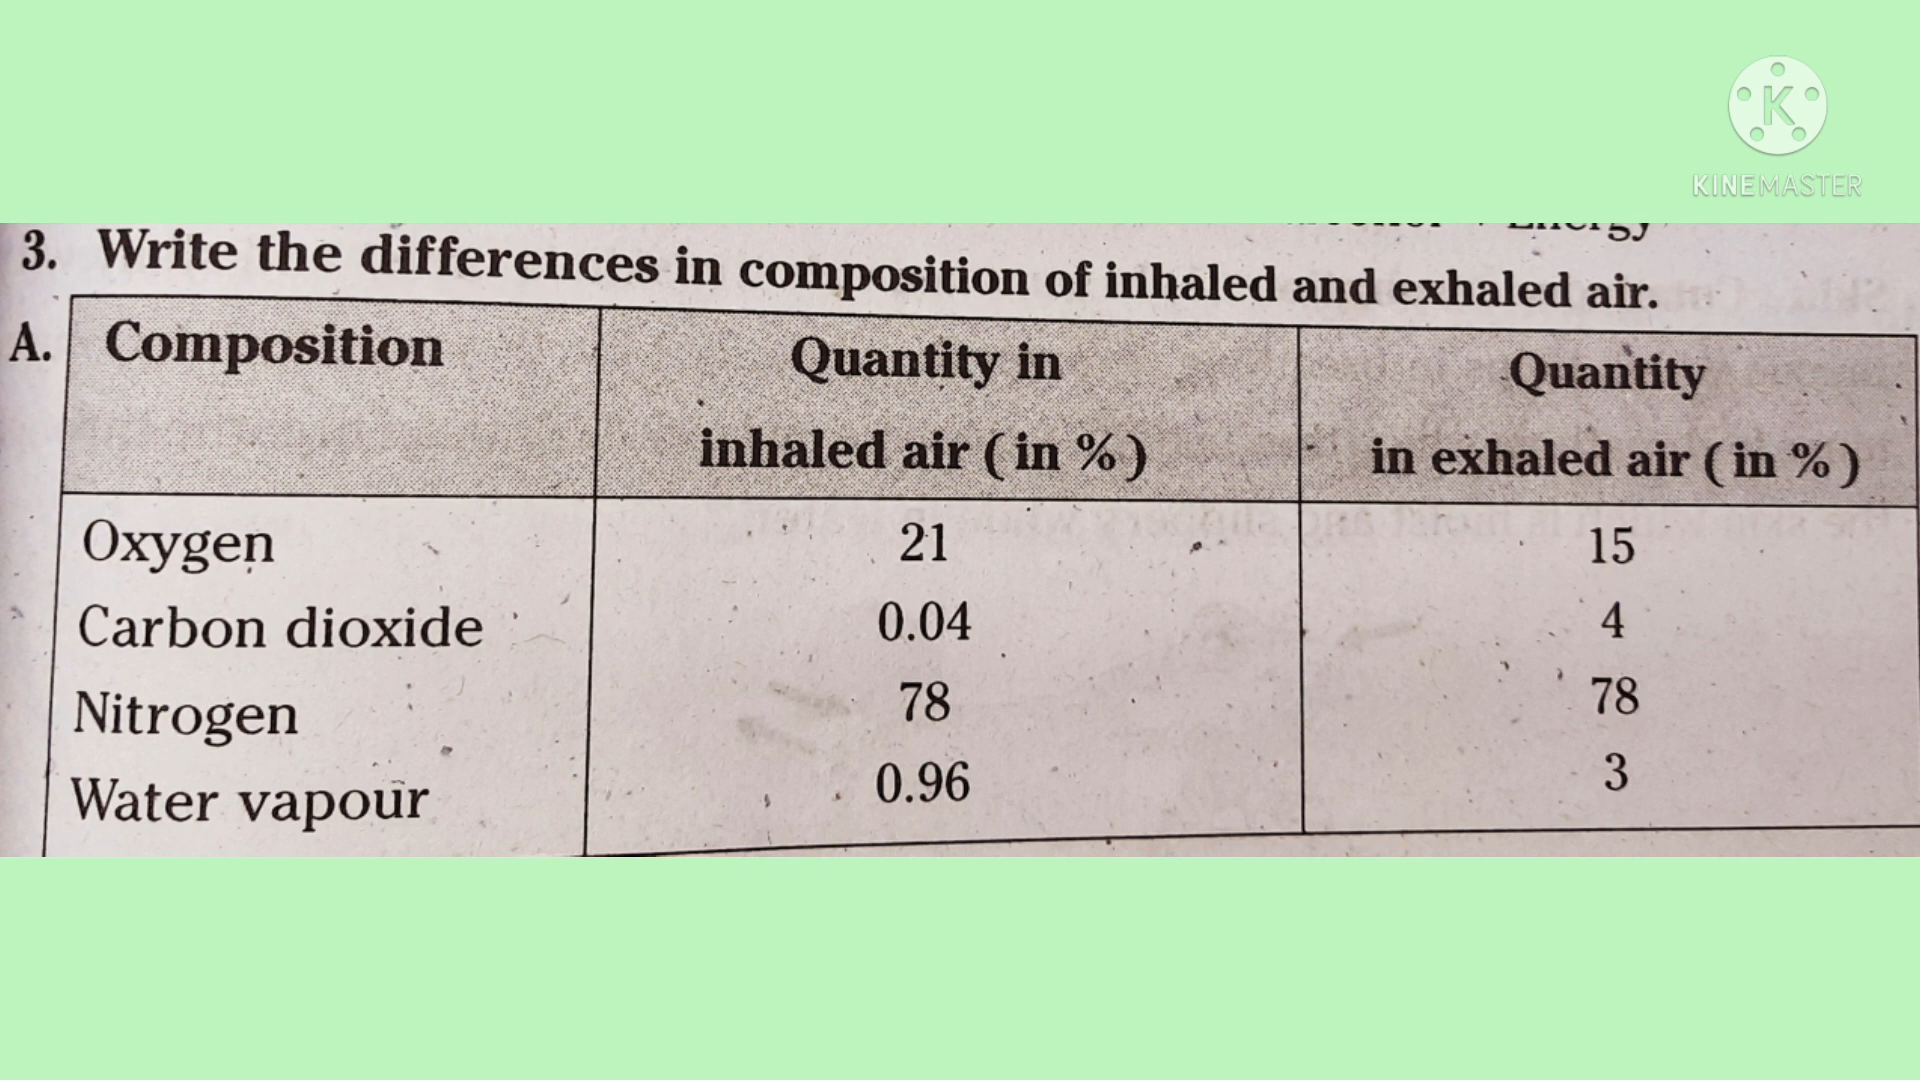 K
KINEMASTER
3. Write the differences in composition of inhaled and exhaled air.
A. Composition Quantity in inhaled air ( in % ) Quantity in exhaled air ( in % )
Oxygen 21 15
Carbon dioxide 0.04 4
Nitrogen 78 78
Water vapour 0.96 3